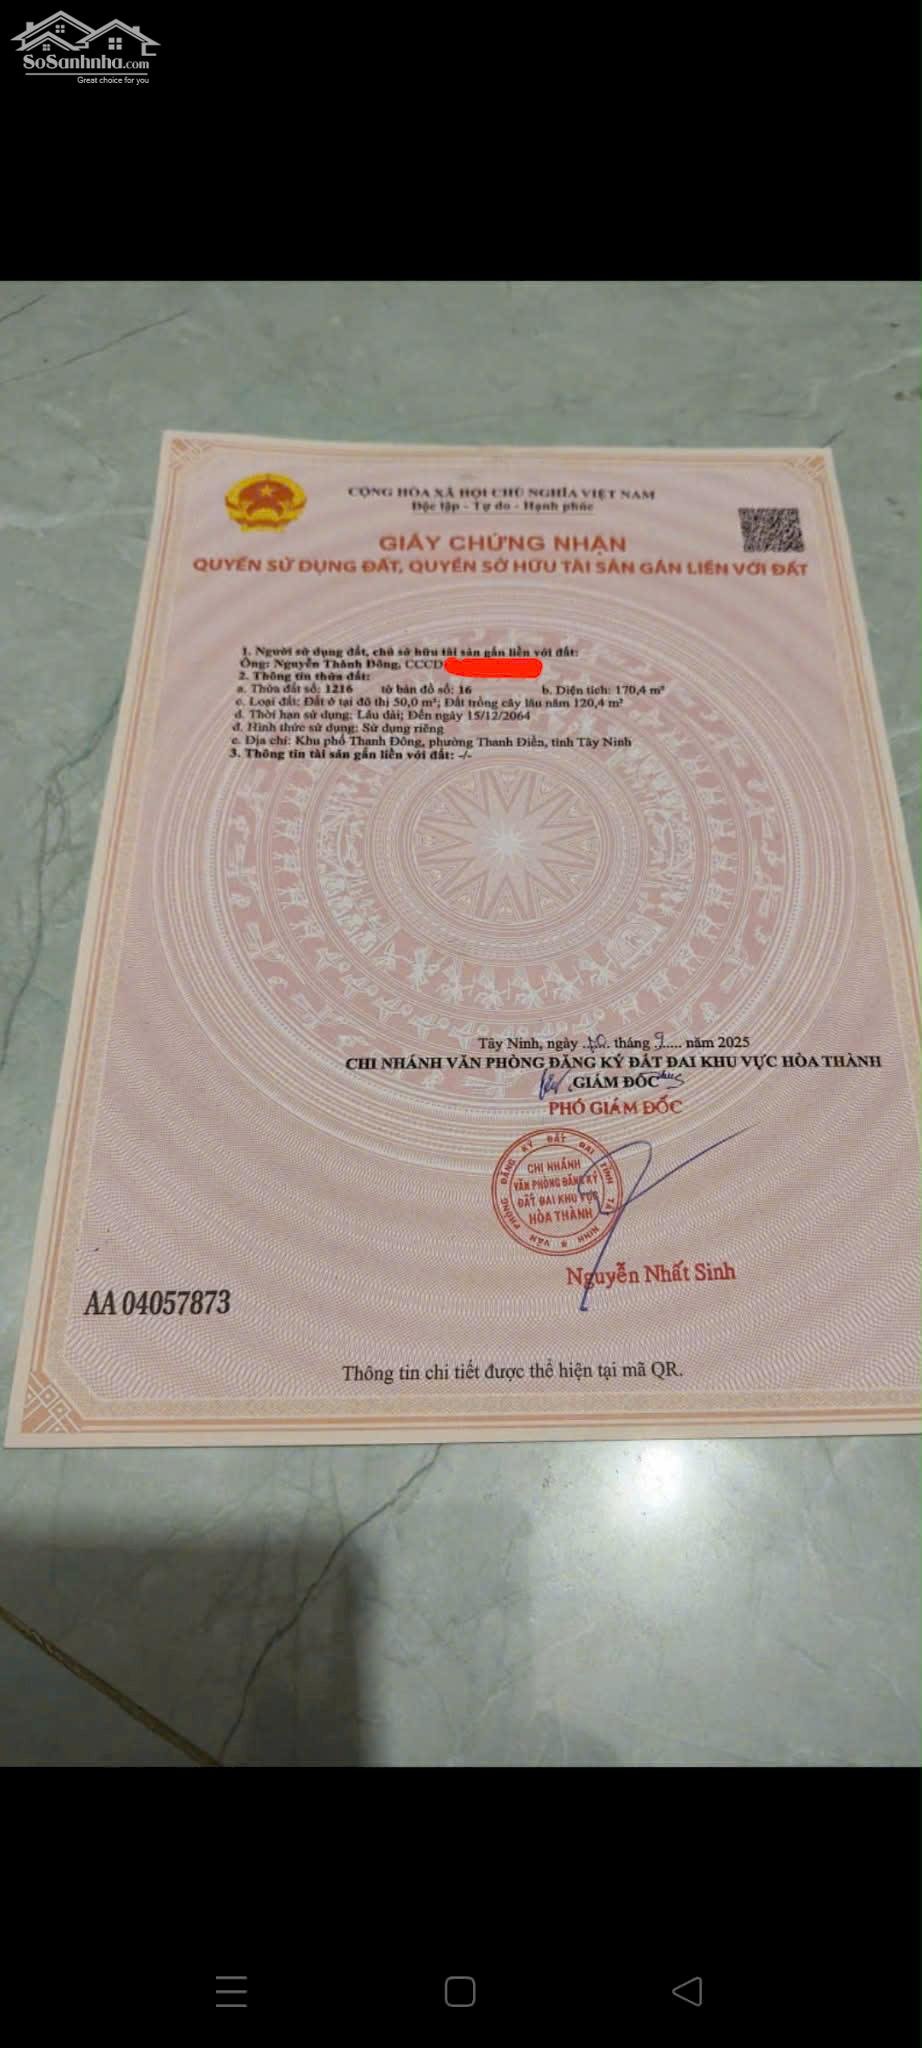 SoSanhnha.com
Great choice for you
CỘNG HÒA XÃ HỘI CHỦ NGHĨA VIỆT NAM
Độc lập - Tự do - Hạnh phúc
GIẤY CHỨNG NHẬN
QUYỀN SỬ DỤNG ĐẤT, QUYỀN SỞ HỮU TÀI SẢN GẮN LIỀN VỚI ĐẤT
1. Người sử dụng đất, chủ sở hữu tài sản gắn liền với đất:
Ông: Nguyễn Thành Đông, CCCD
2. Thông tin thửa đất:
a. Thửa đất số: 1216 tờ bản đồ số: 16 b. Diện tích: 170,4 m²
c. Loại đất: Đất ở tại đô thị 50,0 m²; Đất trồng cây lâu năm 120,4 m²
d. Thời hạn sử dụng: Lâu dài; Đến ngày 15/12/2064
đ. Hình thức sử dụng: Sử dụng riêng
e. Địa chỉ: Khu phố Thanh Đông, phường Thanh Điền, tỉnh Tây Ninh
3. Thông tin tài sản gắn liền với đất: -/-
Tây Ninh, ngày ... tháng .9.... năm 2025
CHI NHÁNH VĂN PHÒNG ĐĂNG KÝ ĐẤT ĐAI KHU VỰC HÒA THÀNH
GIÁM ĐỐC
PHÓ GIÁM ĐỐC
VĂN PHÒNG ĐĂNG KÝ ĐẤT ĐAI TỈNH TÂY NINH
CHI NHÁNH
VĂN PHÒNG ĐĂNG KÝ
ĐẤT ĐAI KHU VỰC
HÒA THÀNH
Nguyễn Nhất Sinh
AA 04057873
Thông tin chi tiết được thể hiện tại mã QR.